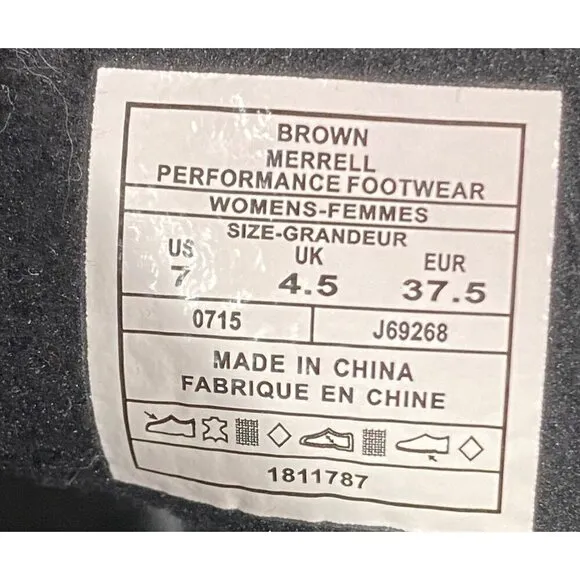 BROWN
MERRELL
PERFORMANCE FOOTWEAR
WOMENS-FEMMES
SIZE-GRANDEUR
US UK EUR
7 4.5 37.5
0715 J69268
MADE IN CHINA
FABRIQUE EN CHINE
1811787